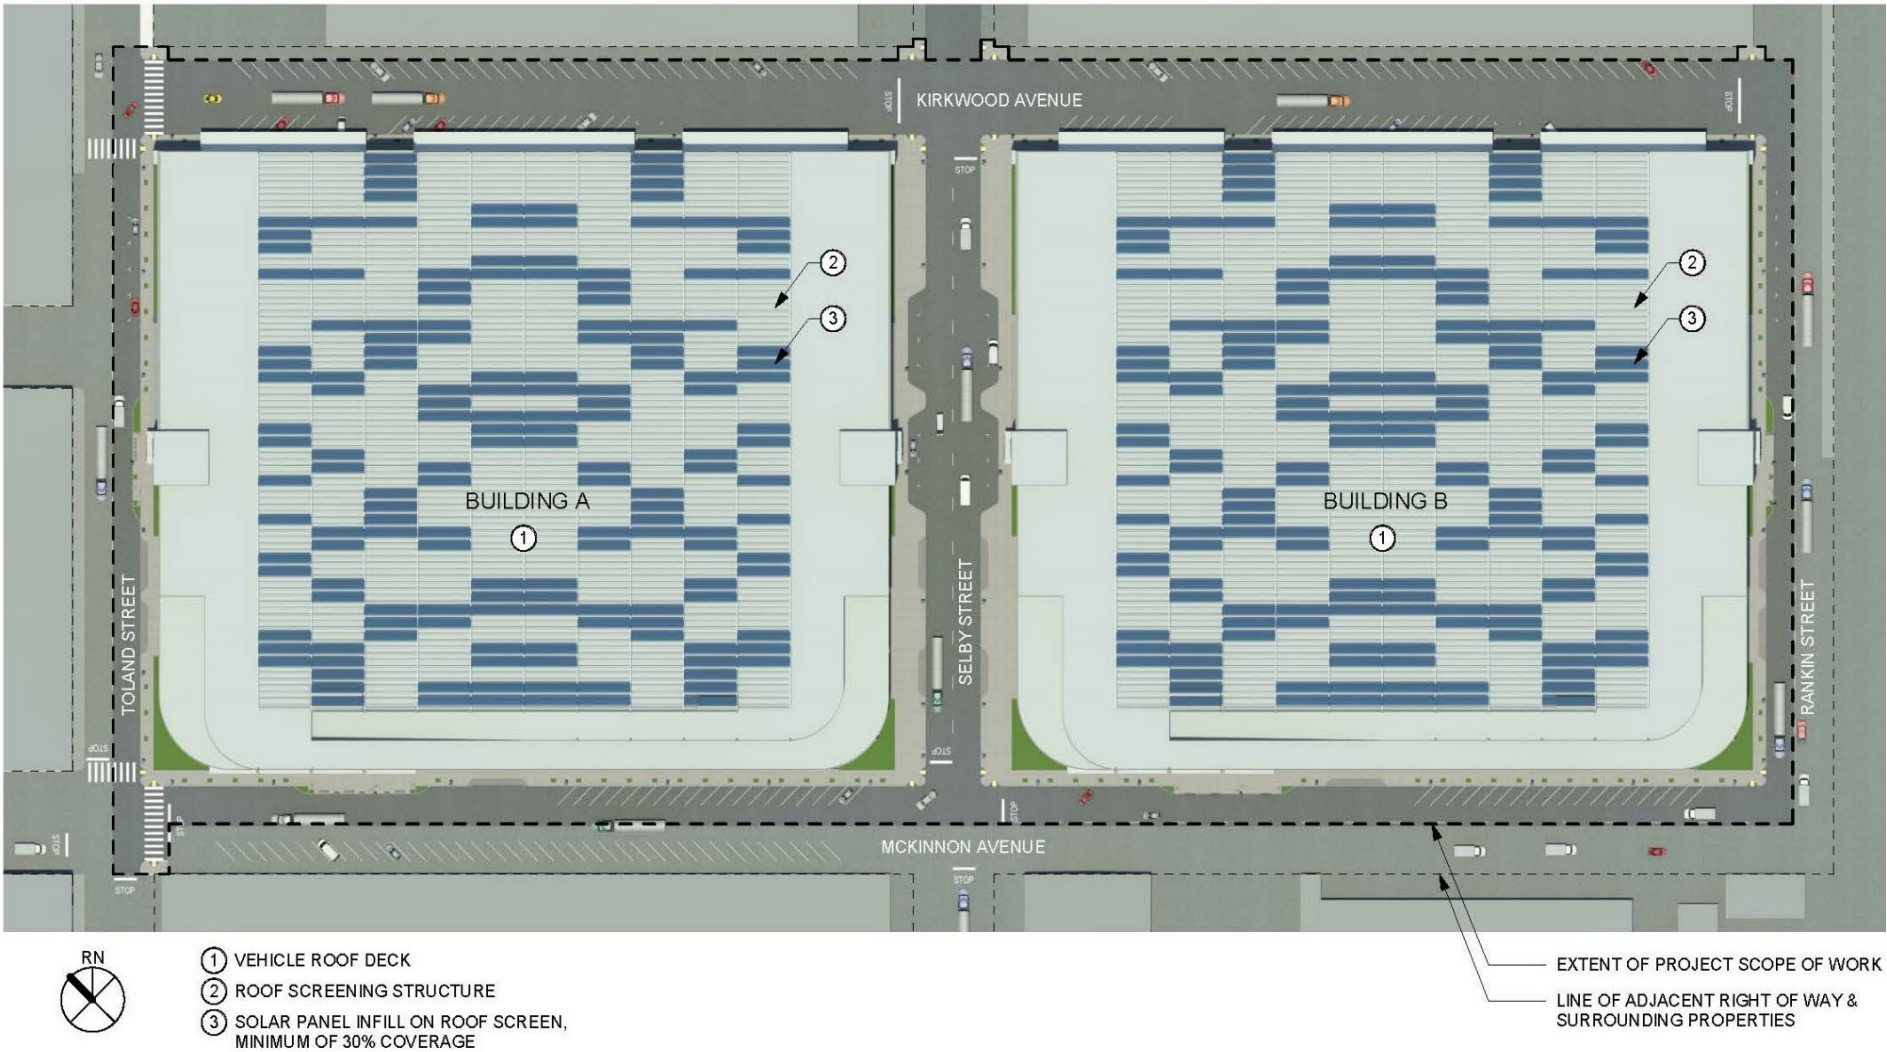 STOP
KIRKWOOD AVENUE
STOP
STOP
2
2
3
3
BUILDING A
1
BUILDING B
1
TOLAND STREET
SELBY STREET
RANKIN STREET
STOP
STOP
STOP
STOP
STOP
MCKINNON AVENUE
STOP
STOP
RN
1 VEHICLE ROOF DECK
2 ROOF SCREENING STRUCTURE
3 SOLAR PANEL INFILL ON ROOF SCREEN,
MINIMUM OF 30% COVERAGE
EXTENT OF PROJECT SCOPE OF WORK
LINE OF ADJACENT RIGHT OF WAY &
SURROUNDING PROPERTIES